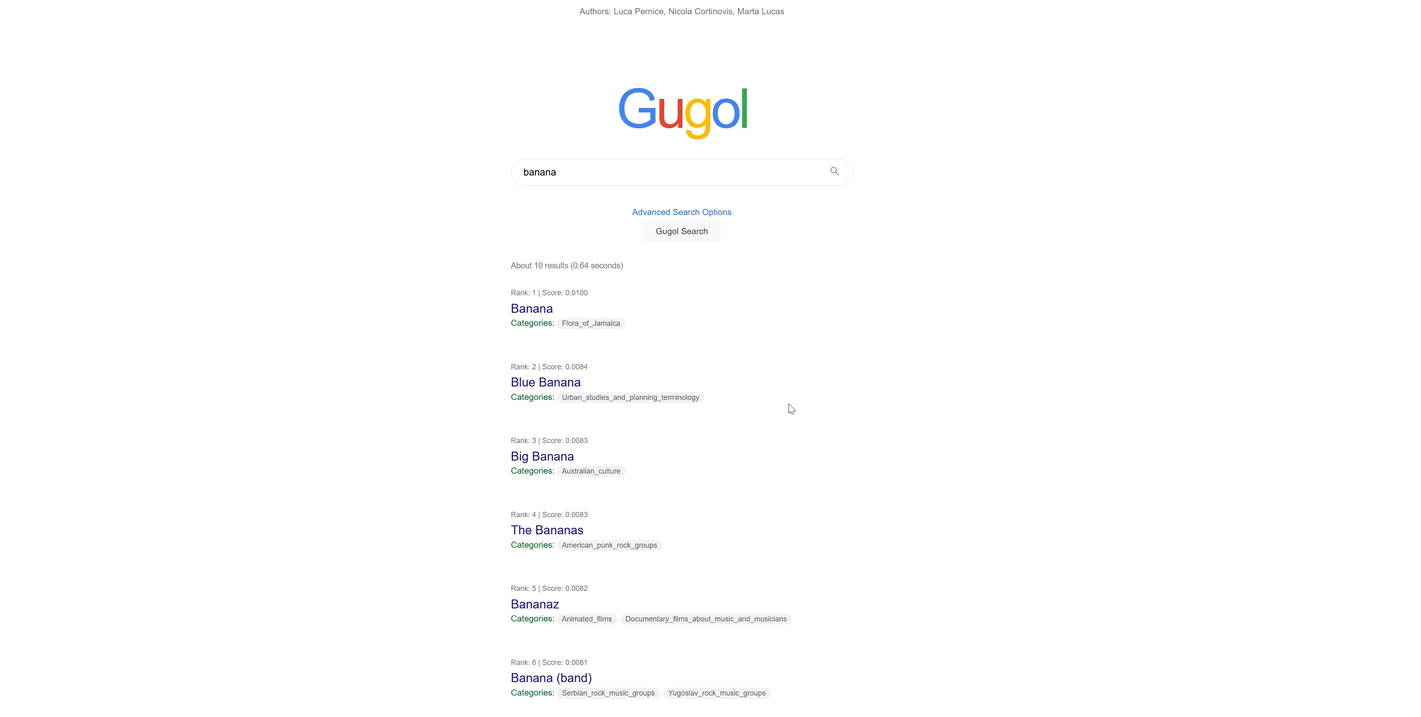 Authors: Luca Pernice, Nicola Cortinovis, Marta Lucas
Gugol
banana
Advanced Search Options
Gugol Search
About 10 results (0.64 seconds)
Rank: 1 | Score: 0.0100
Banana
Categories: Flora_of_Jamaica
Rank: 2 | Score: 0.0084
Blue Banana
Categories: Urban_studies_and_planning_terminology
Rank: 3 | Score: 0.0083
Big Banana
Categories: Australian_culture
Rank: 4 | Score: 0.0083
The Bananas
Categories: American_punk_rock_groups
Rank: 5 | Score: 0.0082
Bananaz
Categories: Animated_films Documentary_films_about_music_and_musicians
Rank: 6 | Score: 0.0081
Banana (band)
Categories: Serbian_rock_music_groups Yugoslav_rock_music_groups